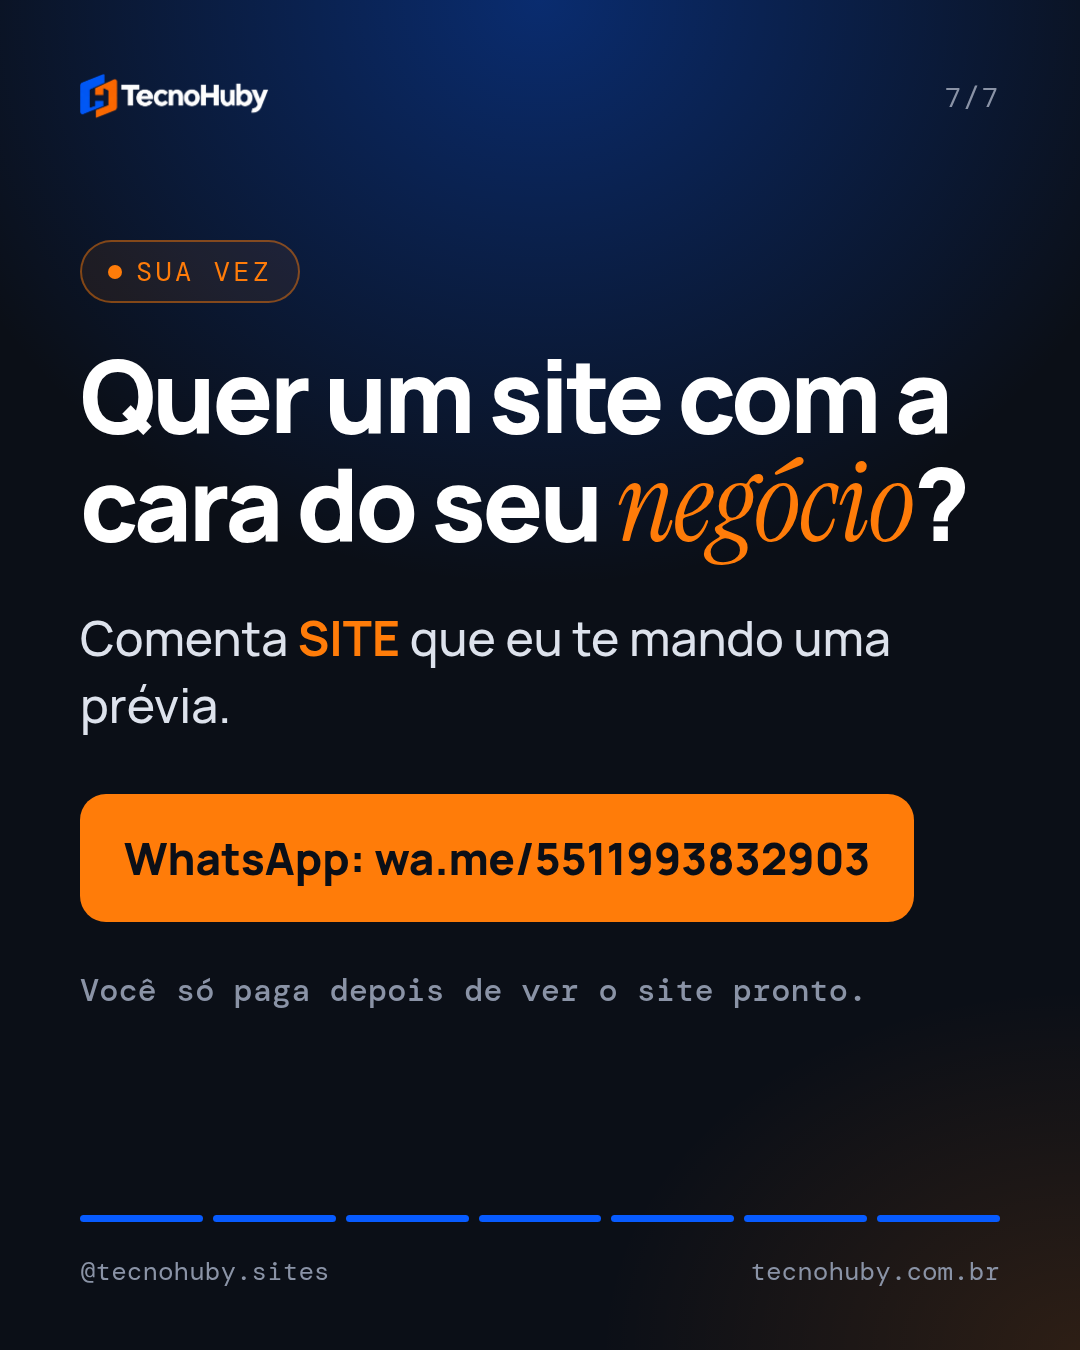 TecnoHuby
7/7
SUA VEZ
Quer um site com a
cara do seu negócio?
Comenta SITE que eu te mando uma
prévia.
WhatsApp: wa.me/5511993832903
Você só paga depois de ver o site pronto.
@tecnohuby.sites
tecnohuby.com.br